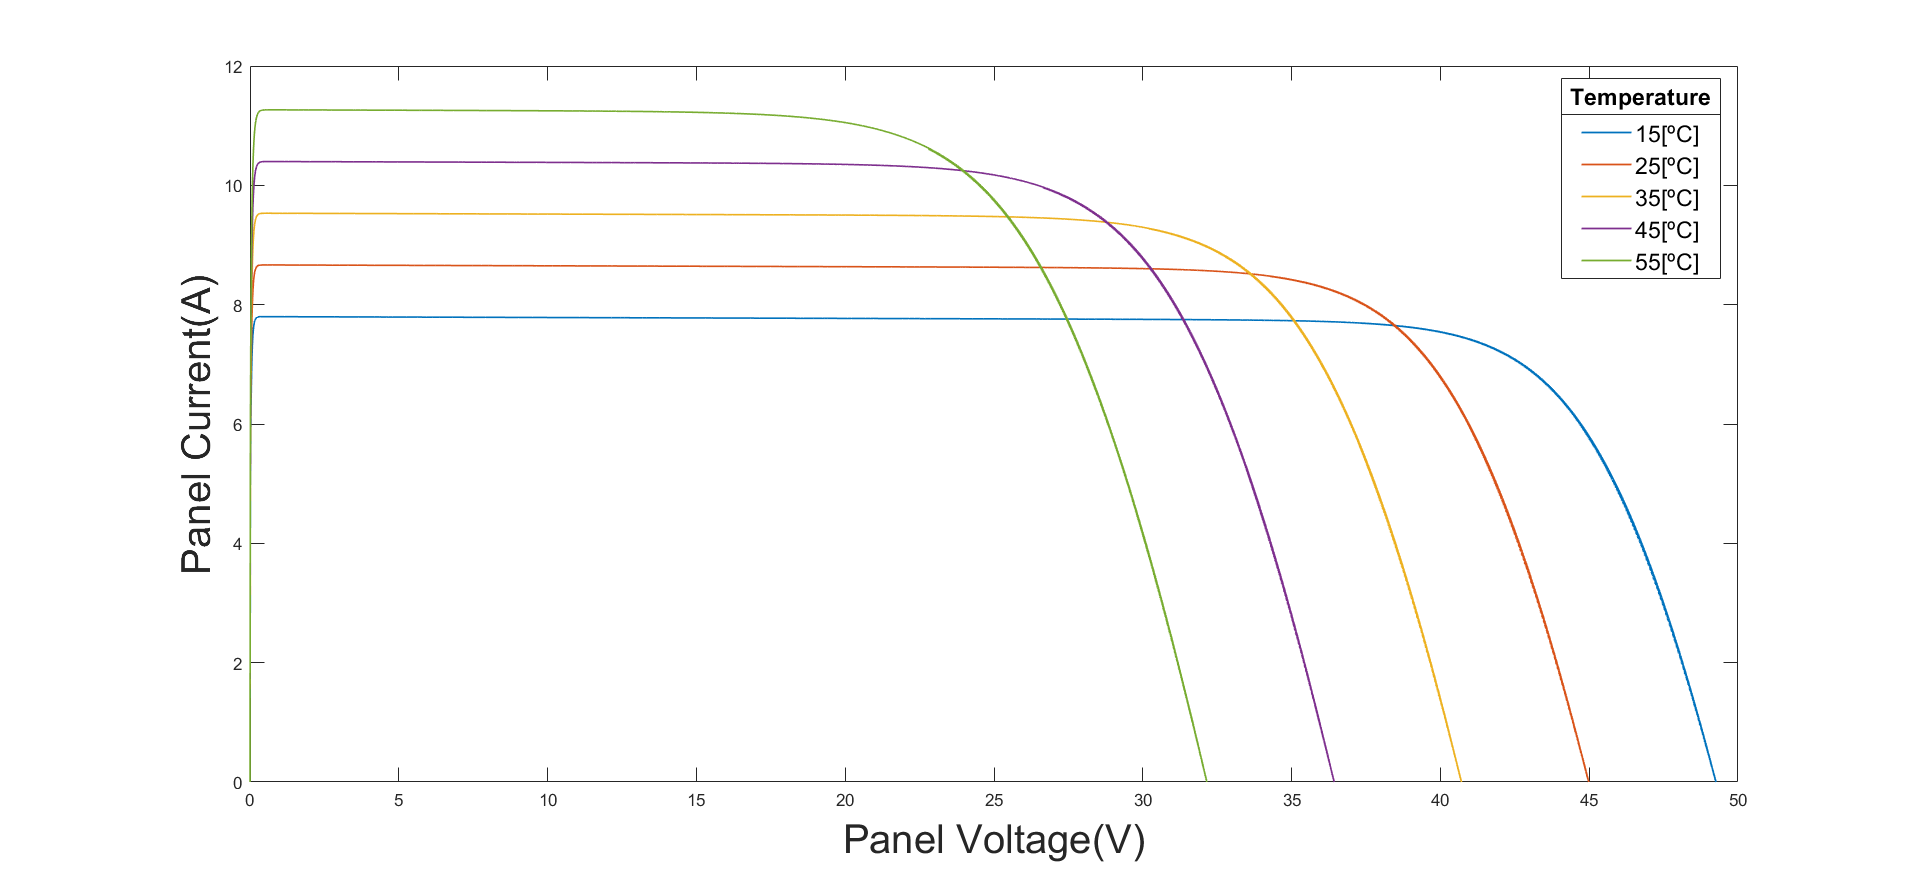 12
10
8
6
4
2
0
Panel Current(A)
0 5 10 15 20 25 30 35 40 45 50
Panel Voltage(V)
Temperature
15[ºC]
25[ºC]
35[ºC]
45[ºC]
55[ºC]